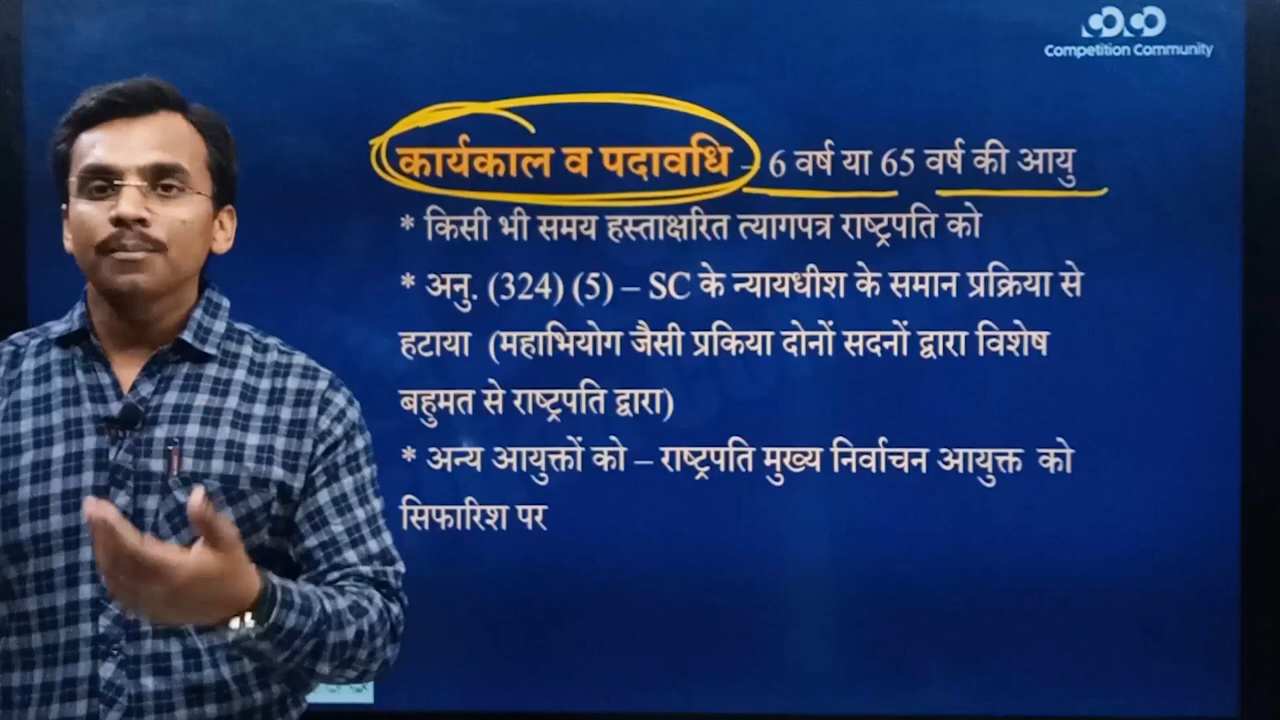 Competition Community
कार्यकाल व पदावधि – 6 वर्ष या 65 वर्ष की आयु
* किसी भी समय हस्ताक्षरित त्यागपत्र राष्ट्रपति को
* अनु. (324) (5) – SC के न्यायधीश के समान प्रक्रिया से
हटाया (महाभियोग जैसी प्रकिया दोनों सदनों द्वारा विशेष
बहुमत से राष्ट्रपति द्वारा)
* अन्य आयुक्तों को – राष्ट्रपति मुख्य निर्वाचन आयुक्त को
सिफारिश पर